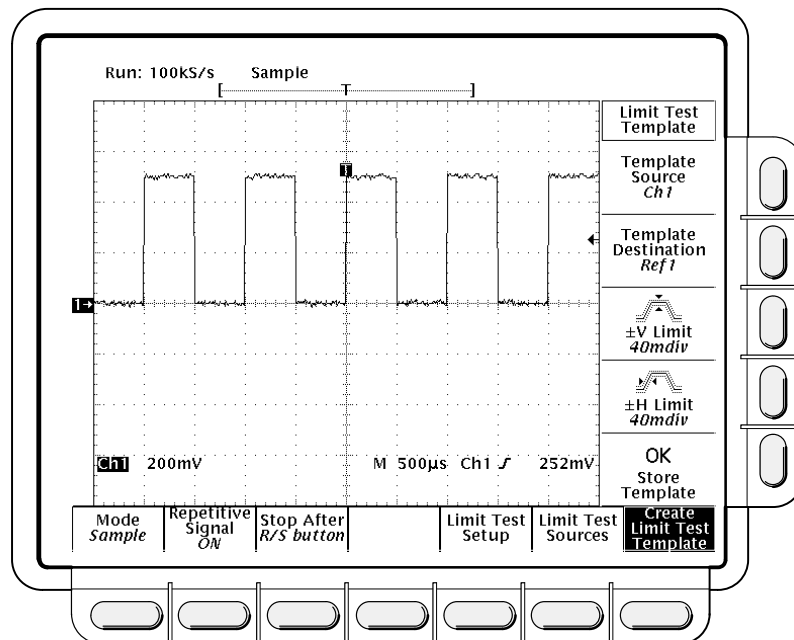 Run: 100kS/s Sample
[ T ]
Limit Test
Template
Template
Source
Ch1
T
Template
Destination
Ref1
1
±V Limit
40mdiv
±H Limit
40mdiv
Ch1 200mV M 500µs Ch1 252mV
OK
Store
Template
Mode
Sample
Repetitive
Signal
ON
Stop After
R/S button
Limit Test
Setup
Limit Test
Sources
Create
Limit Test
Template